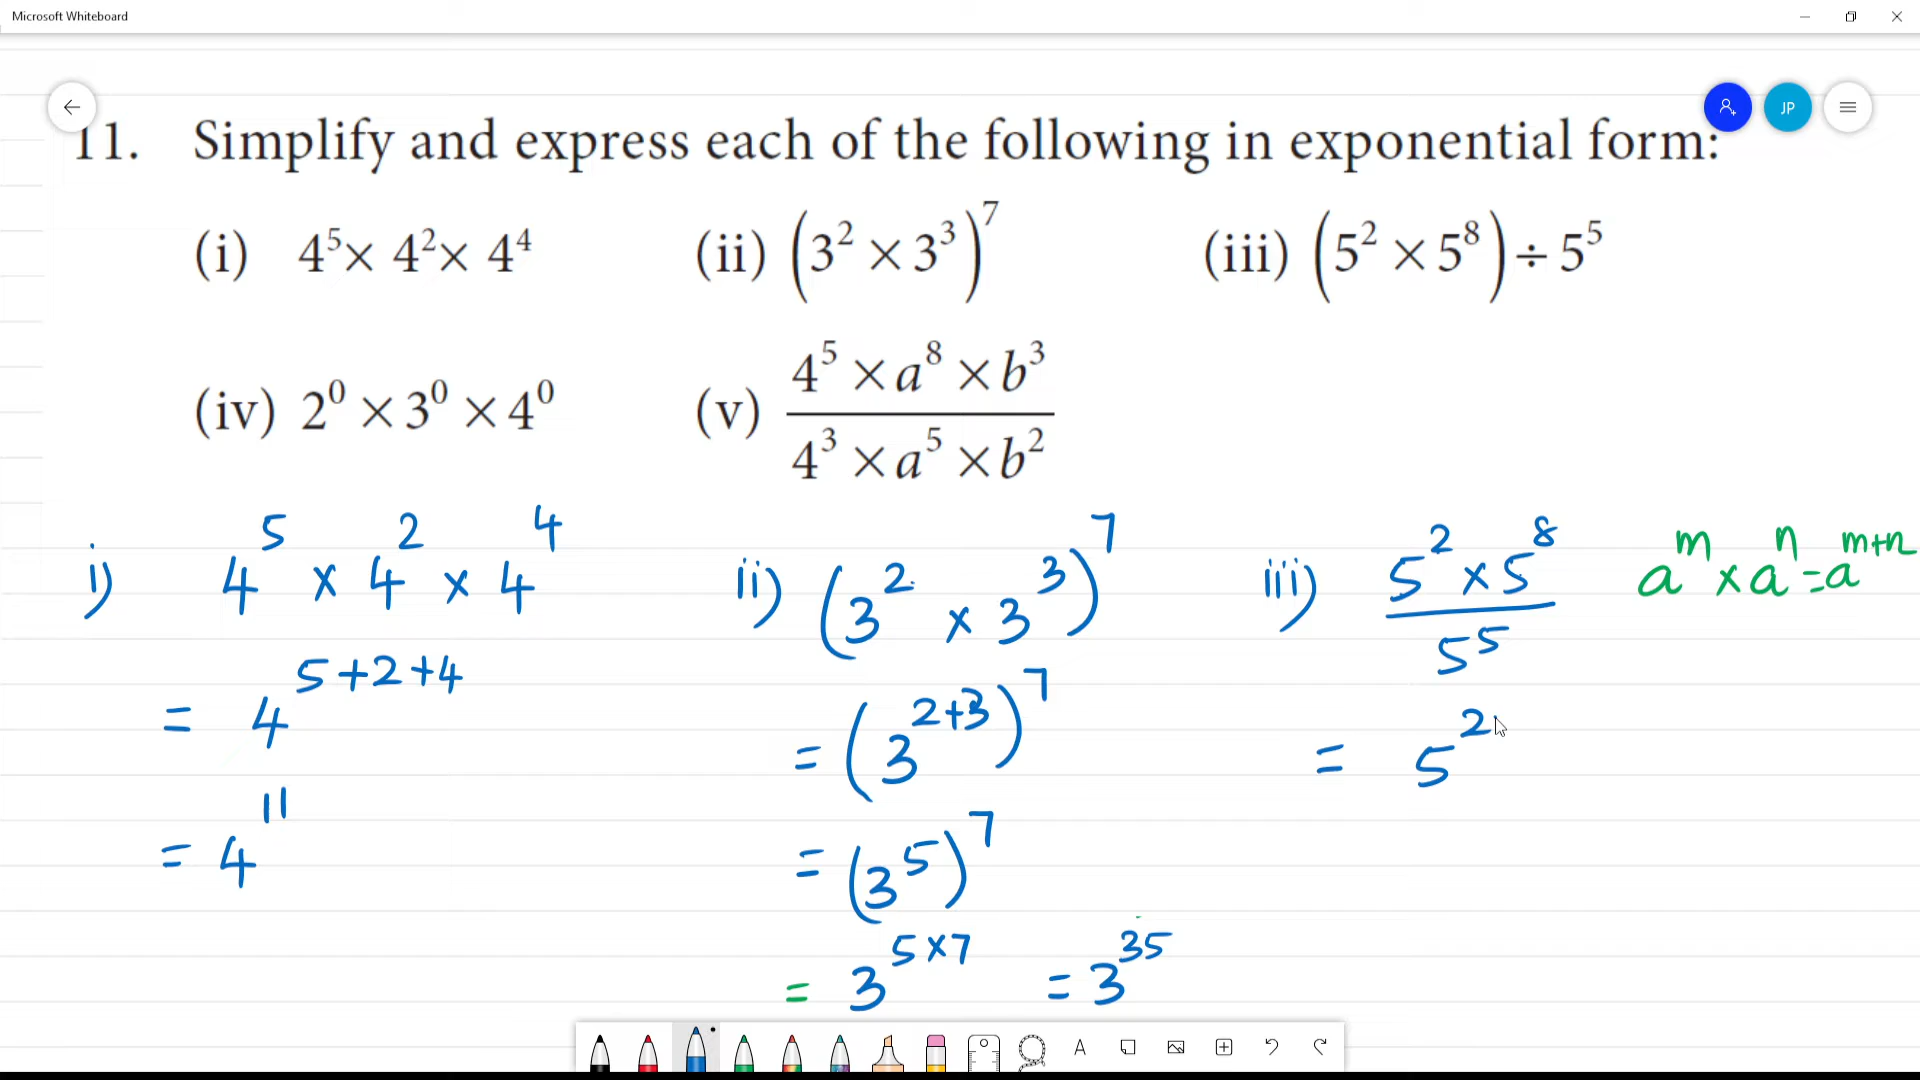 Microsoft Whiteboard
JP
11. Simplify and express each of the following in exponential form:
(i) 4⁵× 4²× 4⁴ (ii) (3² × 3³)⁷ (iii) (5² × 5⁸) ÷ 5⁵
(iv) 2⁰ × 3⁰ × 4⁰ (v) (4⁵ × a⁸ × b³)/(4³ × a⁵ × b²)
i) 4⁵ × 4² × 4⁴
= 4⁵⁺²⁺⁴
= 4¹¹
ii) (3² × 3³)⁷
= (3²⁺³)⁷
= (3⁵)⁷
= 3^(5×7) = 3³⁵
iii) (5² × 5⁸)/5⁵
= 5²
aᵐ × aⁿ = aᵐ⁺ⁿ
A